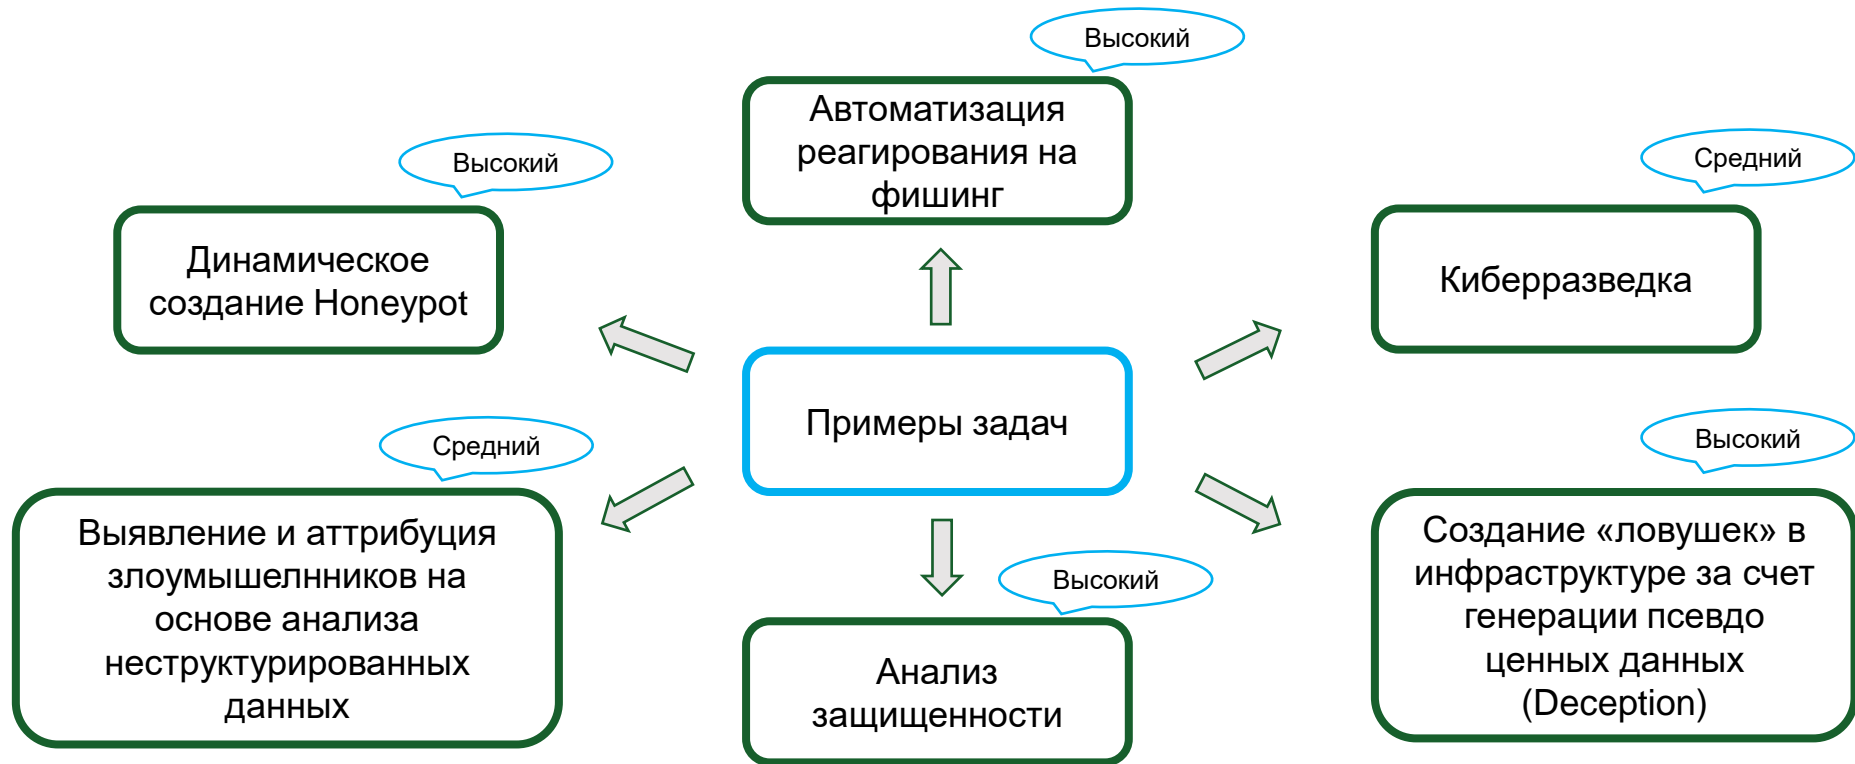 Высокий
Автоматизация
реагирования на
фишинг
Высокий
Динамическое
создание Honeypot
Средний
Киберразведка
Примеры задач
Средний
Выявление и аттрибуция
злоумышелнников на
основе анализа
неструктурированных
данных
Высокий
Анализ
защищенности
Высокий
Создание «ловушек» в
инфраструктуре за счет
генерации псевдо
ценных данных
(Deception)